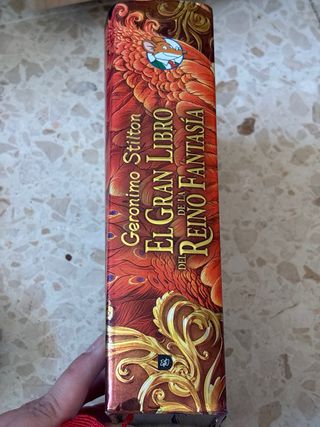 Geronimo Stilton
EL GRAN LIBRO
DEL REINO DE LA FANTASÍA